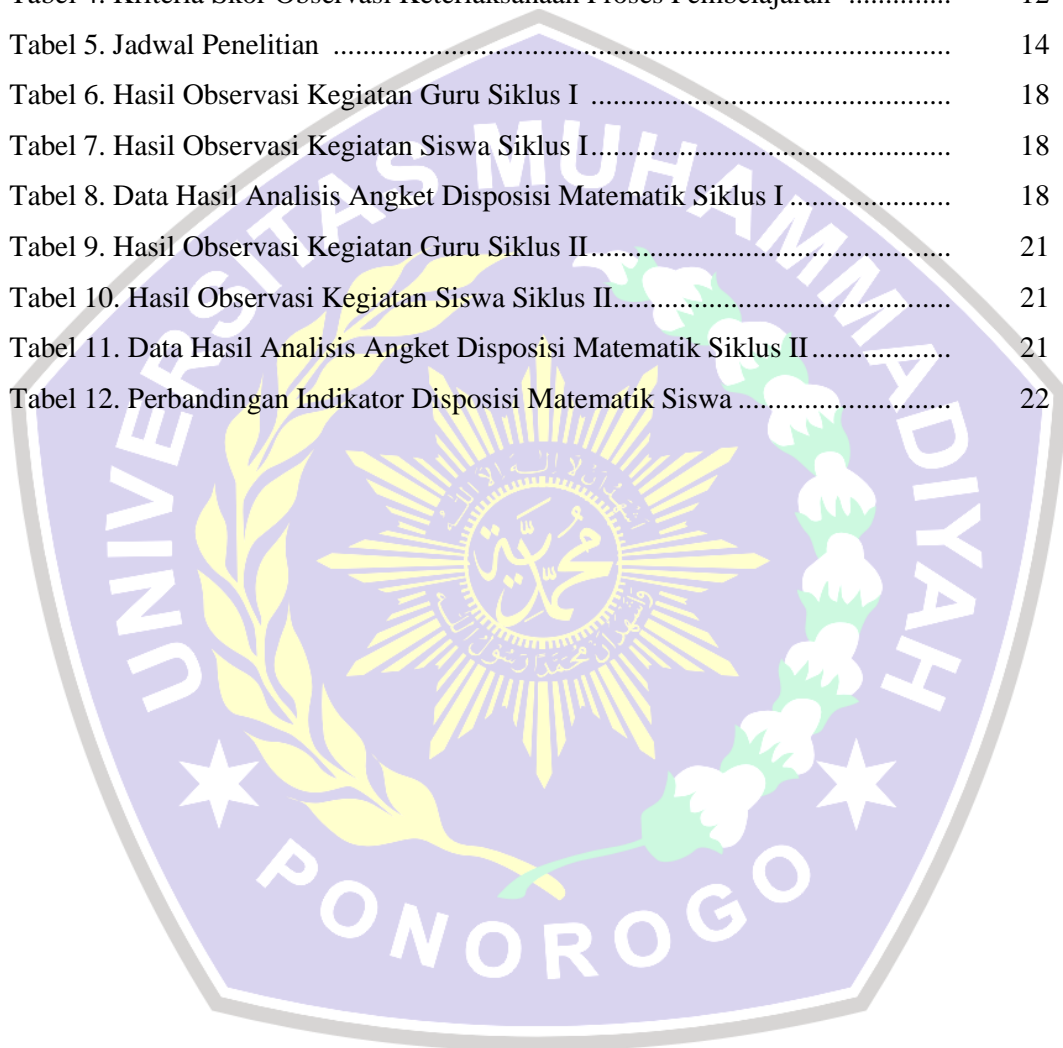 Tabel 4. Kriteria Skor Observasi Keterlaksanaan Proses Pembelajaran .............. 12
Tabel 5. Jadwal Penelitian ................................................................................ 14
Tabel 6. Hasil Observasi Kegiatan Guru Siklus I ............................................... 18
Tabel 7. Hasil Observasi Kegiatan Siswa Siklus I............................................... 18
Tabel 8. Data Hasil Analisis Angket Disposisi Matematik Siklus I ..................... 18
Tabel 9. Hasil Observasi Kegiatan Guru Siklus II............................................... 21
Tabel 10. Hasil Observasi Kegiatan Siswa Siklus II............................................ 21
Tabel 11. Data Hasil Analisis Angket Disposisi Matematik Siklus II.................. 21
Tabel 12. Perbandingan Indikator Disposisi Matematik Siswa ........................... 22
UNIVERSITAS MUHAMMADIYAH
PONOROGO